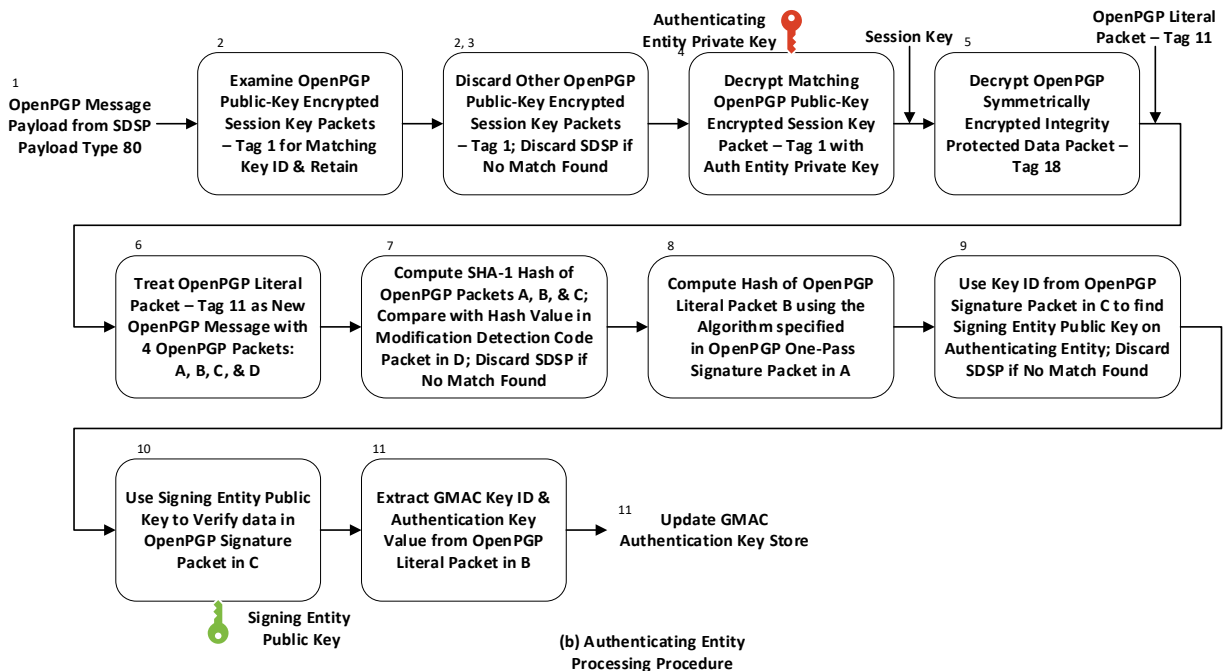 Authenticating
Entity Private Key
Session Key
OpenPGP Literal
Packet – Tag 11
1
OpenPGP Message
Payload from SDSP
Payload Type 80
2
Examine OpenPGP
Public-Key Encrypted
Session Key Packets
– Tag 1 for Matching
Key ID & Retain
2, 3
Discard Other OpenPGP
Public-Key Encrypted
Session Key Packets
– Tag 1; Discard SDSP if
No Match Found
4
Decrypt Matching
OpenPGP Public-Key
Encrypted Session Key
Packet – Tag 1 with
Auth Entity Private Key
5
Decrypt OpenPGP
Symmetrically
Encrypted Integrity
Protected Data Packet –
Tag 18
6
Treat OpenPGP Literal
Packet – Tag 11 as New
OpenPGP Message with
4 OpenPGP Packets:
A, B, C, & D
7
Compute SHA-1 Hash of
OpenPGP Packets A, B, & C;
Compare with Hash Value in
Modification Detection Code
Packet in D; Discard SDSP if
No Match Found
8
Compute Hash of OpenPGP
Literal Packet B using the
Algorithm specified
in OpenPGP One-Pass
Signature Packet in A
9
Use Key ID from OpenPGP
Signature Packet in C to find
Signing Entity Public Key on
Authenticating Entity; Discard
SDSP if No Match Found
10
Use Signing Entity Public
Key to Verify data in
OpenPGP Signature
Packet in C
11
Extract GMAC Key ID &
Authentication Key
Value from OpenPGP
Literal Packet in B
11
Update GMAC
Authentication Key Store
Signing Entity
Public Key
(b) Authenticating Entity
Processing Procedure